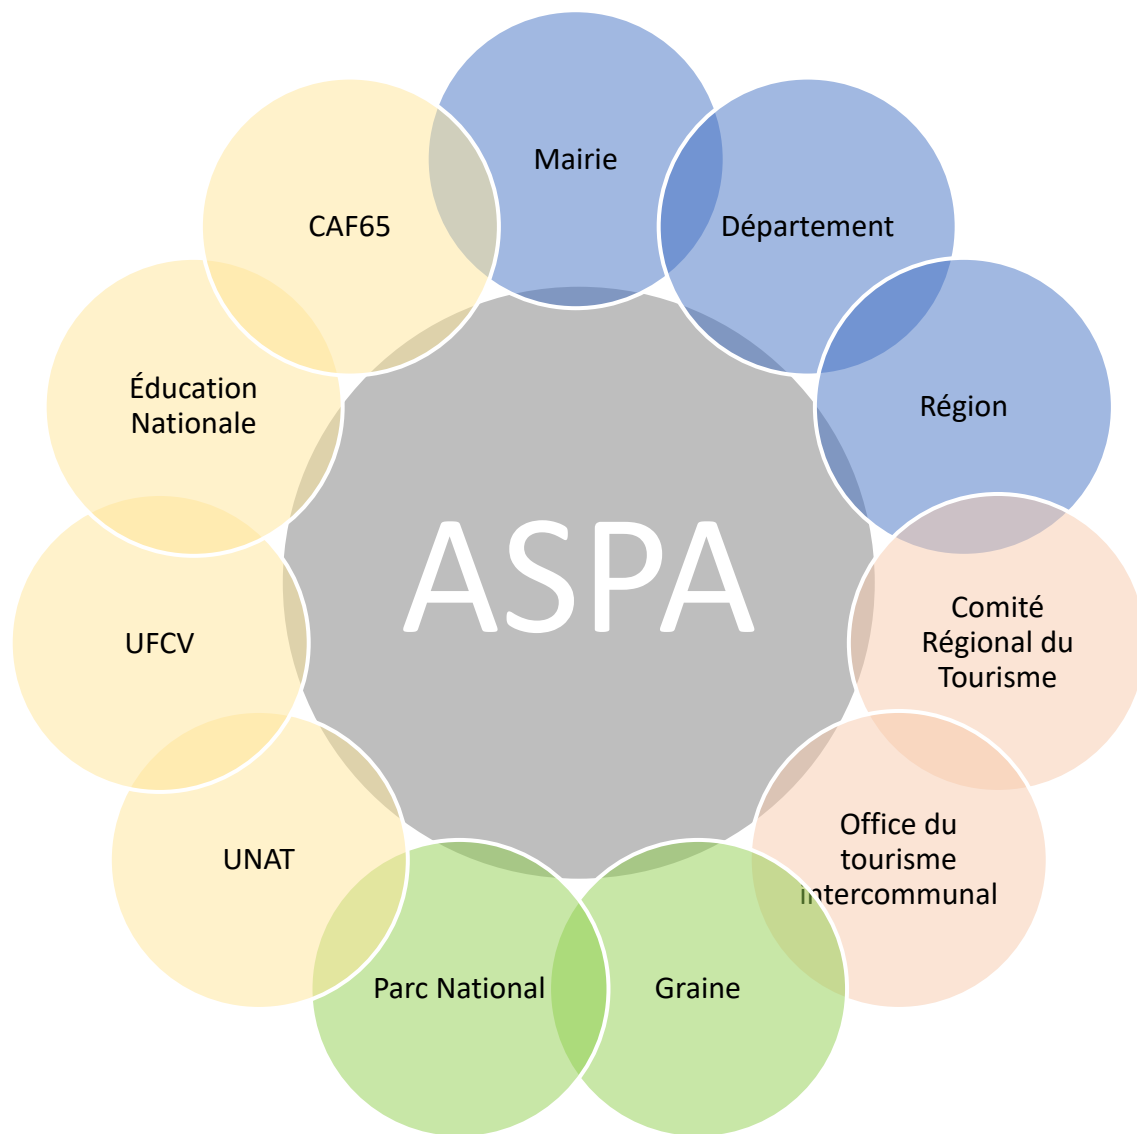 Mairie
Département
Région
Comité
Régional du
Tourisme
Office du
tourisme
intercommunal
Graine
Parc National
UNAT
UFCV
Éducation
Nationale
CAF65
ASPA